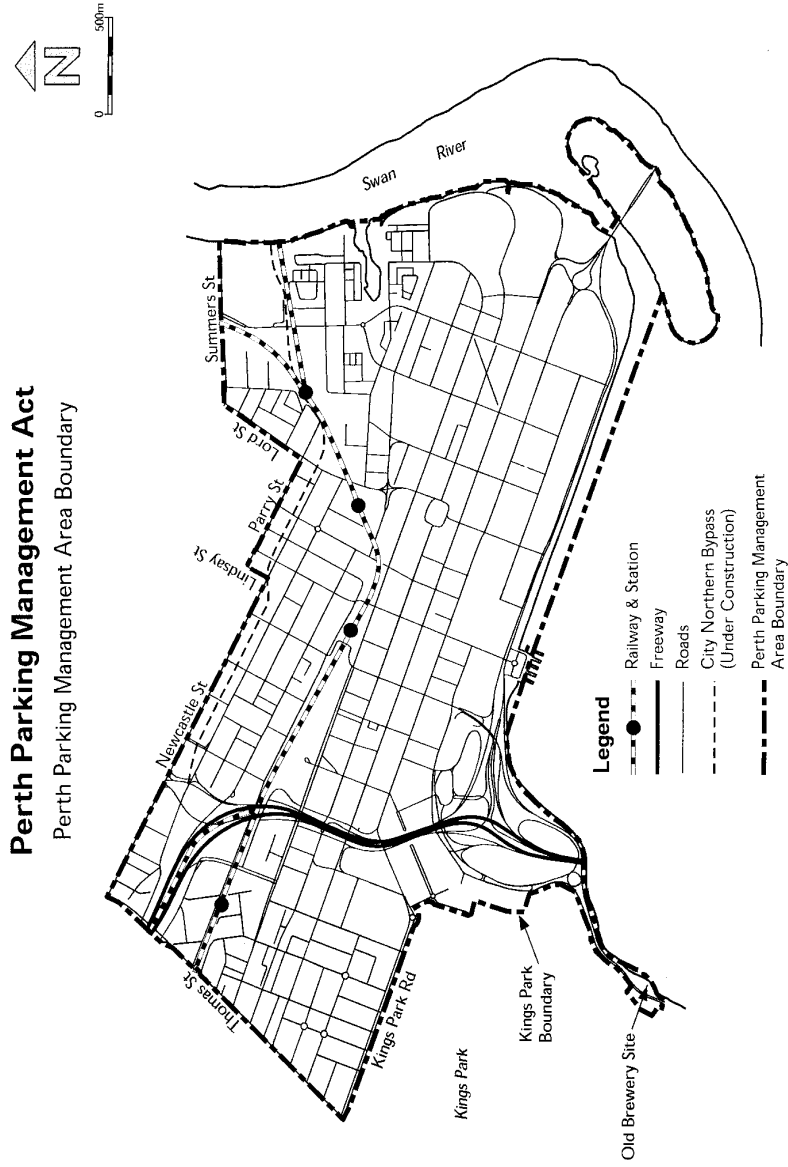 Perth Parking Management Act
Perth Parking Management Area Boundary
N
0
500m
Summers St
Lord St
Parry St
Lindsay St
Newcastle St
Thomas St
Kings Park Rd
Kings Park
Kings Park
Boundary
Old Brewery Site
Swan
River
Legend
Railway & Station
Freeway
Roads
City Northern Bypass
(Under Construction)
Perth Parking Management
Area Boundary